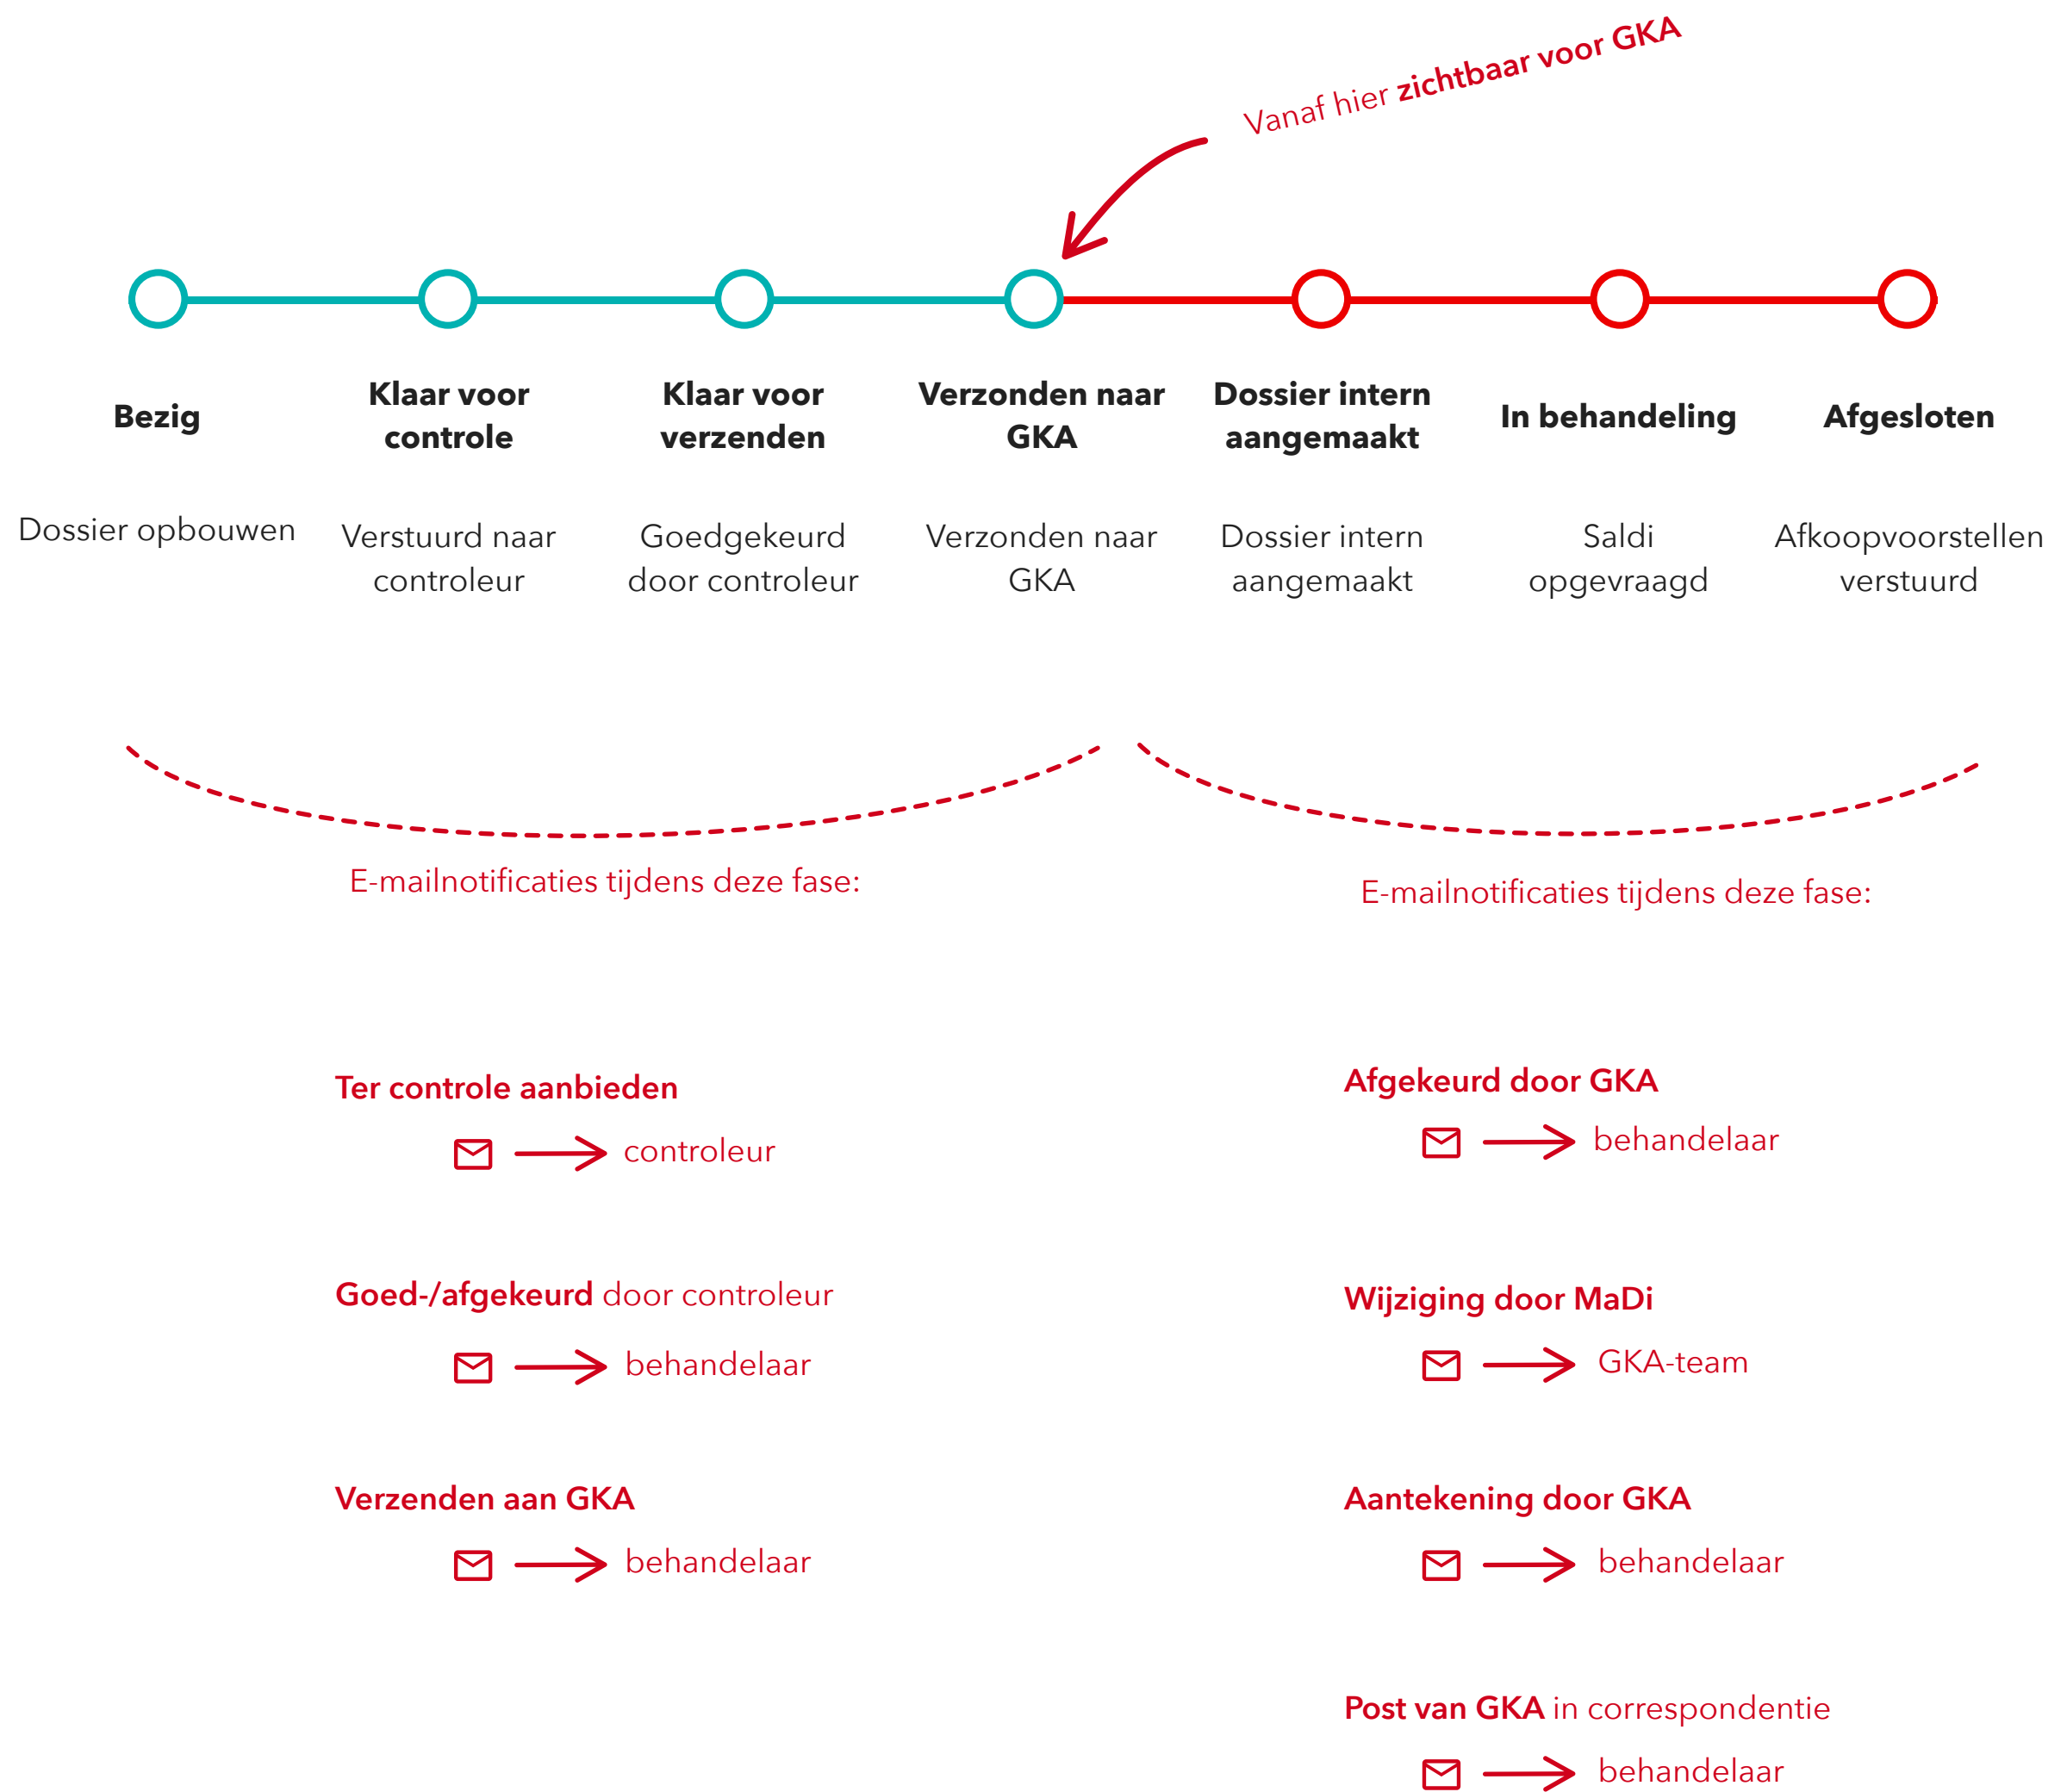 Vanaf hier zichtbaar voor GKA
Bezig
Klaar voor
controle
Klaar voor
verzenden
Verzonden naar
GKA
Dossier intern
aangemaakt
In behandeling
Afgesloten
Dossier opbouwen
Verstuurd naar
controleur
Goedgekeurd
door controleur
Verzonden naar
GKA
Dossier intern
aangemaakt
Saldi
opgevraagd
Afkoopvoorstellen
verstuurd
E-mailnotificaties tijdens deze fase:
Ter controle aanbieden
controleur
Goed-/afgekeurd door controleur
behandelaar
Verzenden aan GKA
behandelaar
E-mailnotificaties tijdens deze fase:
Afgekeurd door GKA
behandelaar
Wijziging door MaDi
GKA-team
Aantekening door GKA
behandelaar
Post van GKA in correspondentie
behandelaar